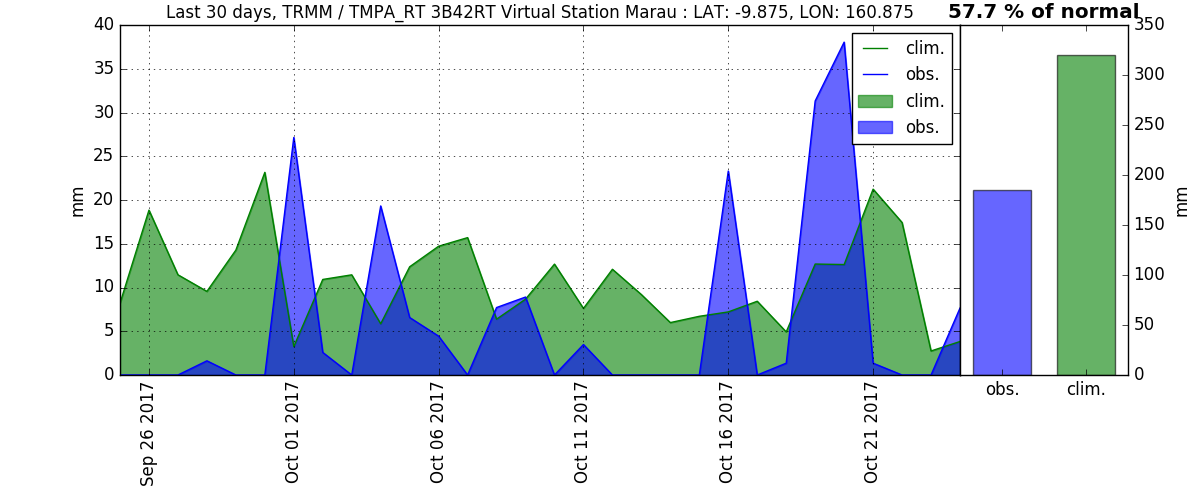 Last 30 days, TRMM / TMPA_RT 3B42RT Virtual Station Marau : LAT: -9.875, LON: 160.875
57.7 % of normal
40
35
30
25
20
15
10
5
0
mm
clim.
obs.
clim.
obs.
Sep 26 2017
Oct 01 2017
Oct 06 2017
Oct 11 2017
Oct 16 2017
Oct 21 2017
350
300
250
200
150
100
50
0
mm
obs.
clim.